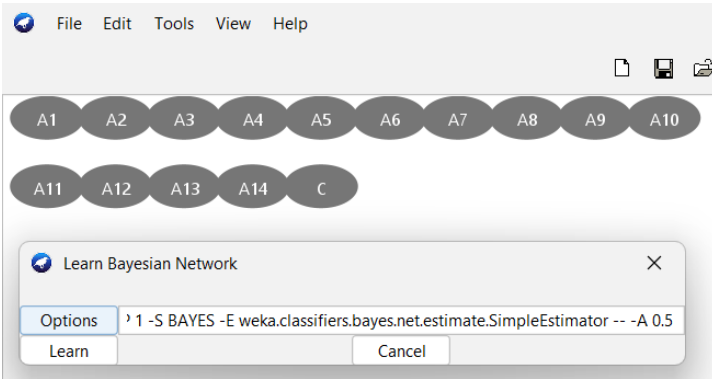 File Edit Tools View Help
A1 A2 A3 A4 A5 A6 A7 A8 A9 A10
A11 A12 A13 A14 C
Learn Bayesian Network
Options 1 -S BAYES -E weka.classifiers.bayes.net.estimate.SimpleEstimator -- -A 0.5
Learn Cancel